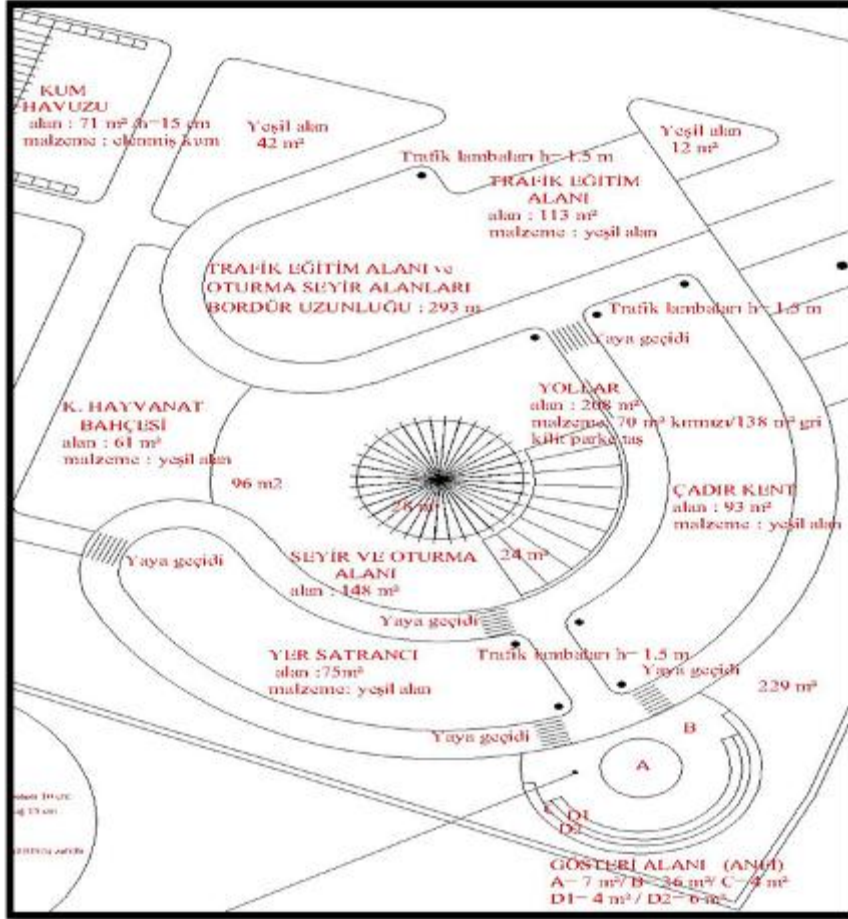 KUM
HAVUZU
alan : 71 m² /h=15 cm
malzeme : elenmiş kum
Yeşil alan
42 m²
Yeşil alan
12 m²
Trafik lambaları h= 1.5 m
TRAFİK EĞİTİM
ALANI
alan : 113 m²
malzeme : yeşil alan
TRAFİK EĞİTİM ALANI ve
OTURMA SEYİR ALANLARI
BORDÜR UZUNLUĞU : 293 m
Trafik lambaları h= 1.5 m
Yaya geçidi
YOLLAR
alan : 208 m²
malzeme: 70 m² kırmızı/138 m² gri
kilit parke taş
K. HAYVANAT
BAHÇESİ
alan : 61 m²
malzeme : yeşil alan
96 m2
28 m²
ÇADIR KENT
alan : 93 m²
malzeme : yeşil alan
24 m²
Yaya geçidi
SEYİR VE OTURMA
ALANI
alan : 148 m²
Yaya geçidi
YER SATRANCI
alan :75m²
malzeme: yeşil alan
Trafik lambaları h= 1.5 m
Yaya geçidi
229 m²
Yaya geçidi
B
A
C
D1
D2
GÖSTERİ ALANI (ANFİ)
A= 7 m²/ B= 36 m²/ C= 4 m²
D1= 4 m² / D2= 6 m²